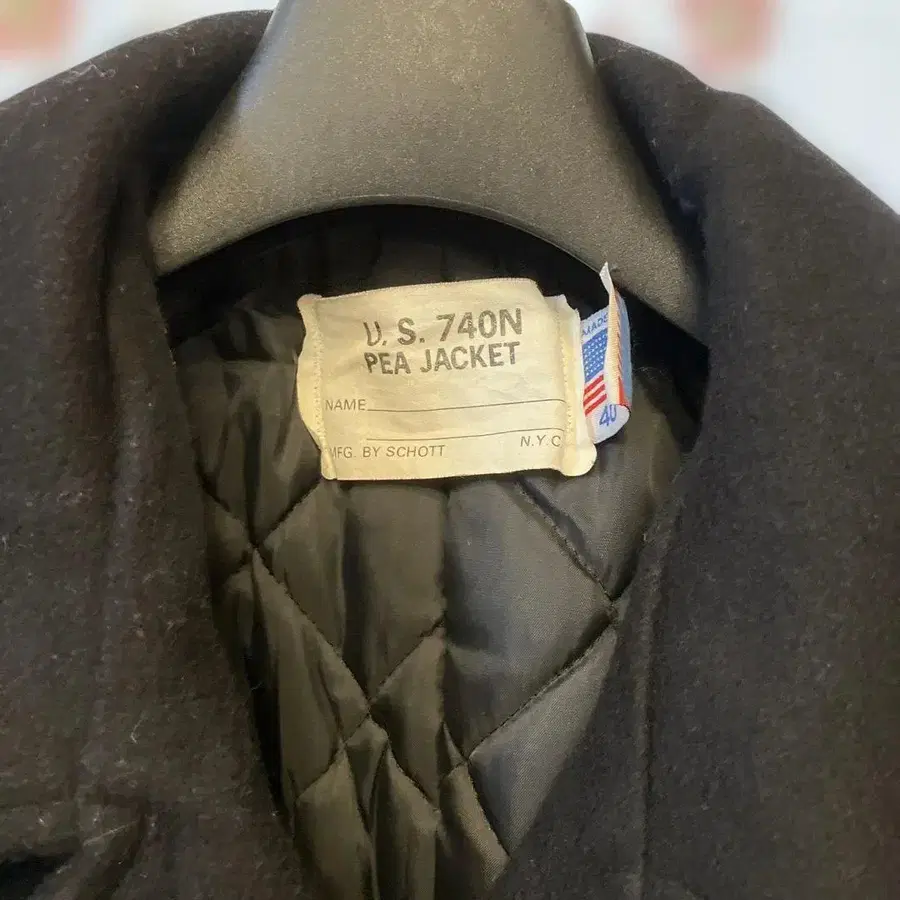 U.S. 740N
PEA JACKET
NAME
MFG. BY SCHOTT N.Y.C
MADE
40